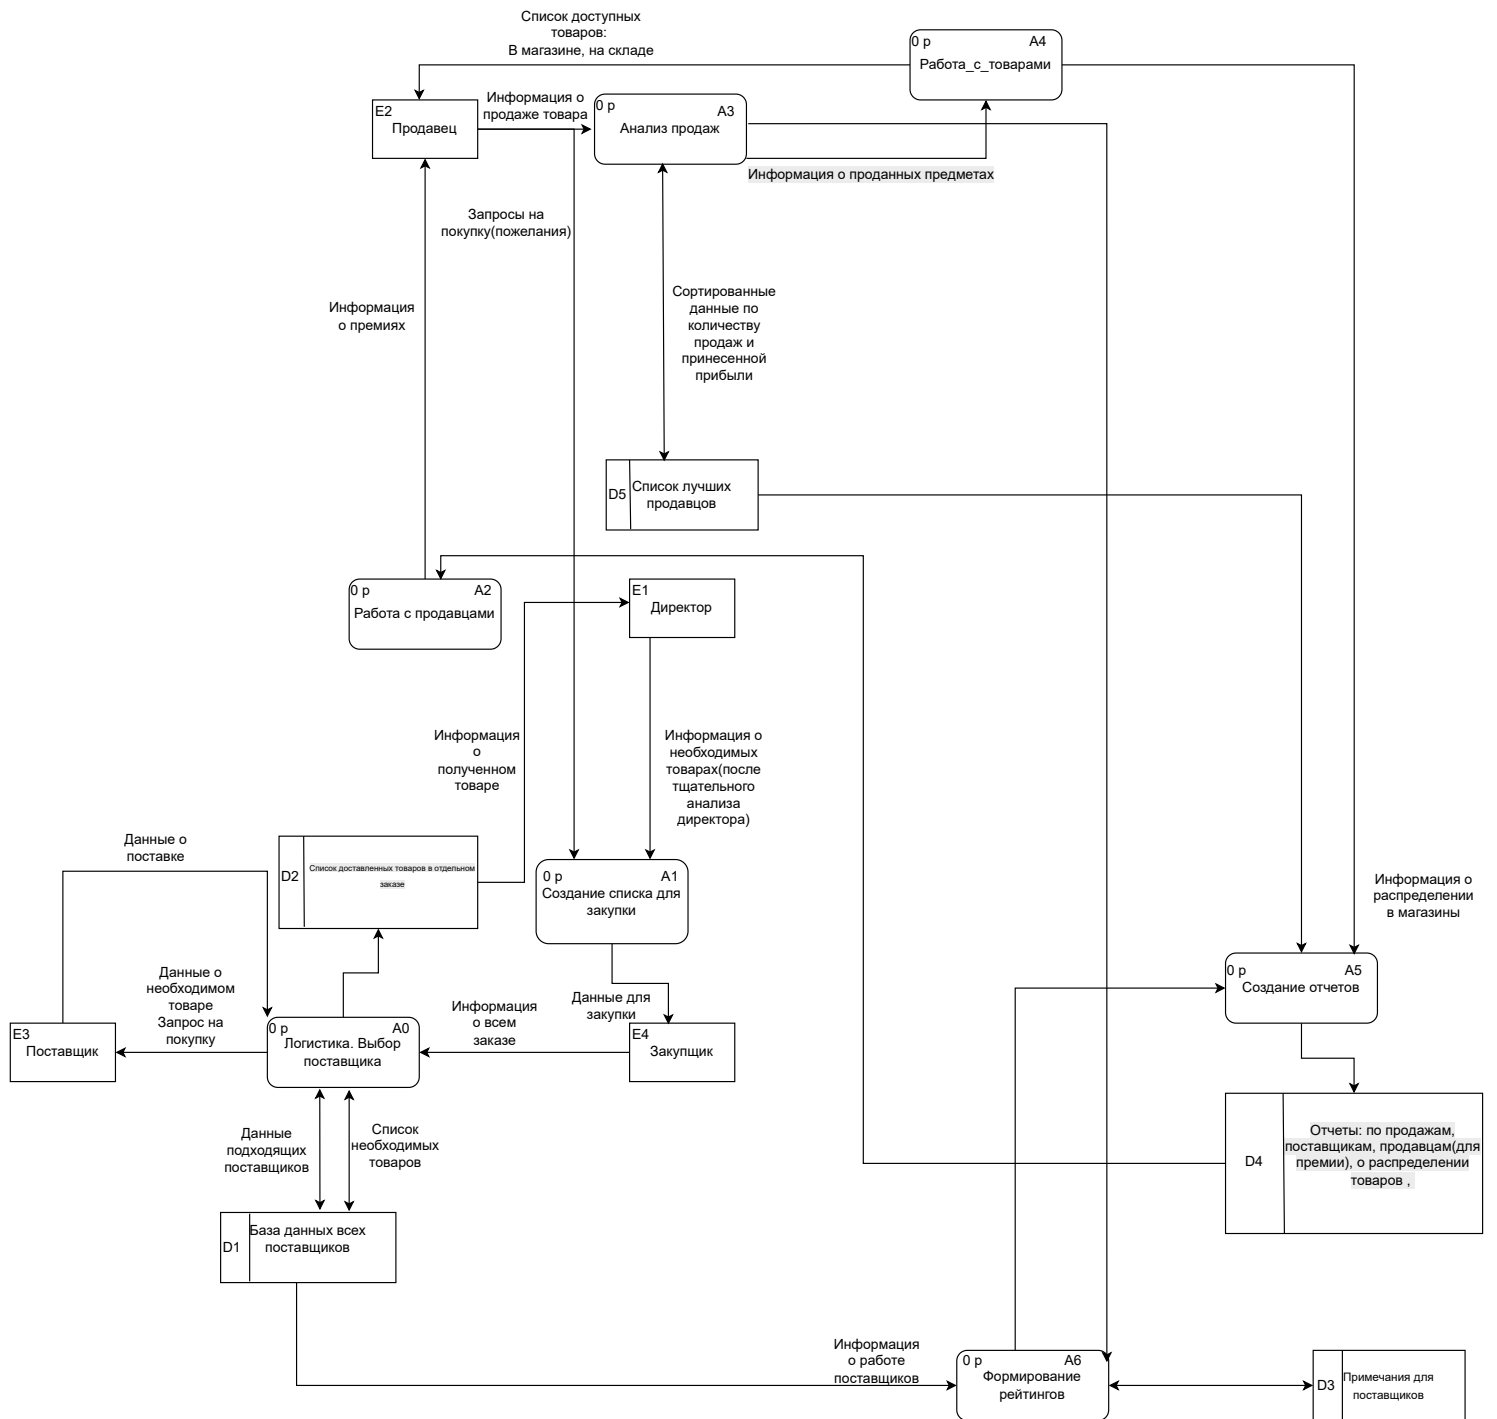 Список доступных
товаров:
В магазине, на складе
0 p
A4
Работа_с_товарами
E2
Продавец
Информация о
продаже товара
0 p
A3
Анализ продаж
Информация о проданных предметах
Запросы на
покупку(пожелания)
Информация
о премиях
Сортированные
данные по
количеству
продаж и
принесенной
прибыли
D5
Список лучших
продавцов
0 p
A2
Работа с продавцами
E1
Директор
Информация
о
полученном
товаре
Информация о
необходимых
товарах(после
тщательного
анализа
директора)
Данные о
поставке
D2
Список доставленных товаров в отдельном
заказе
0 p
A1
Создание списка для
закупки
Информация о
распределении
в магазины
0 p
A5
Создание отчетов
Данные о
необходимом
товаре
Запрос на
покупку
Информация
о всем
заказе
Данные для
закупки
E3
Поставщик
0 p
A0
Логистика. Выбор
поставщика
E4
Закупщик
Данные
подходящих
поставщиков
Список
необходимых
товаров
D4
Отчеты: по продажам,
поставщикам, продавцам(для
премии), о распределении
товаров ,
D1
База данных всех
поставщиков
Информация
о работе
поставщиков
0 p
A6
Формирование
рейтингов
D3
Примечания для
поставщиков